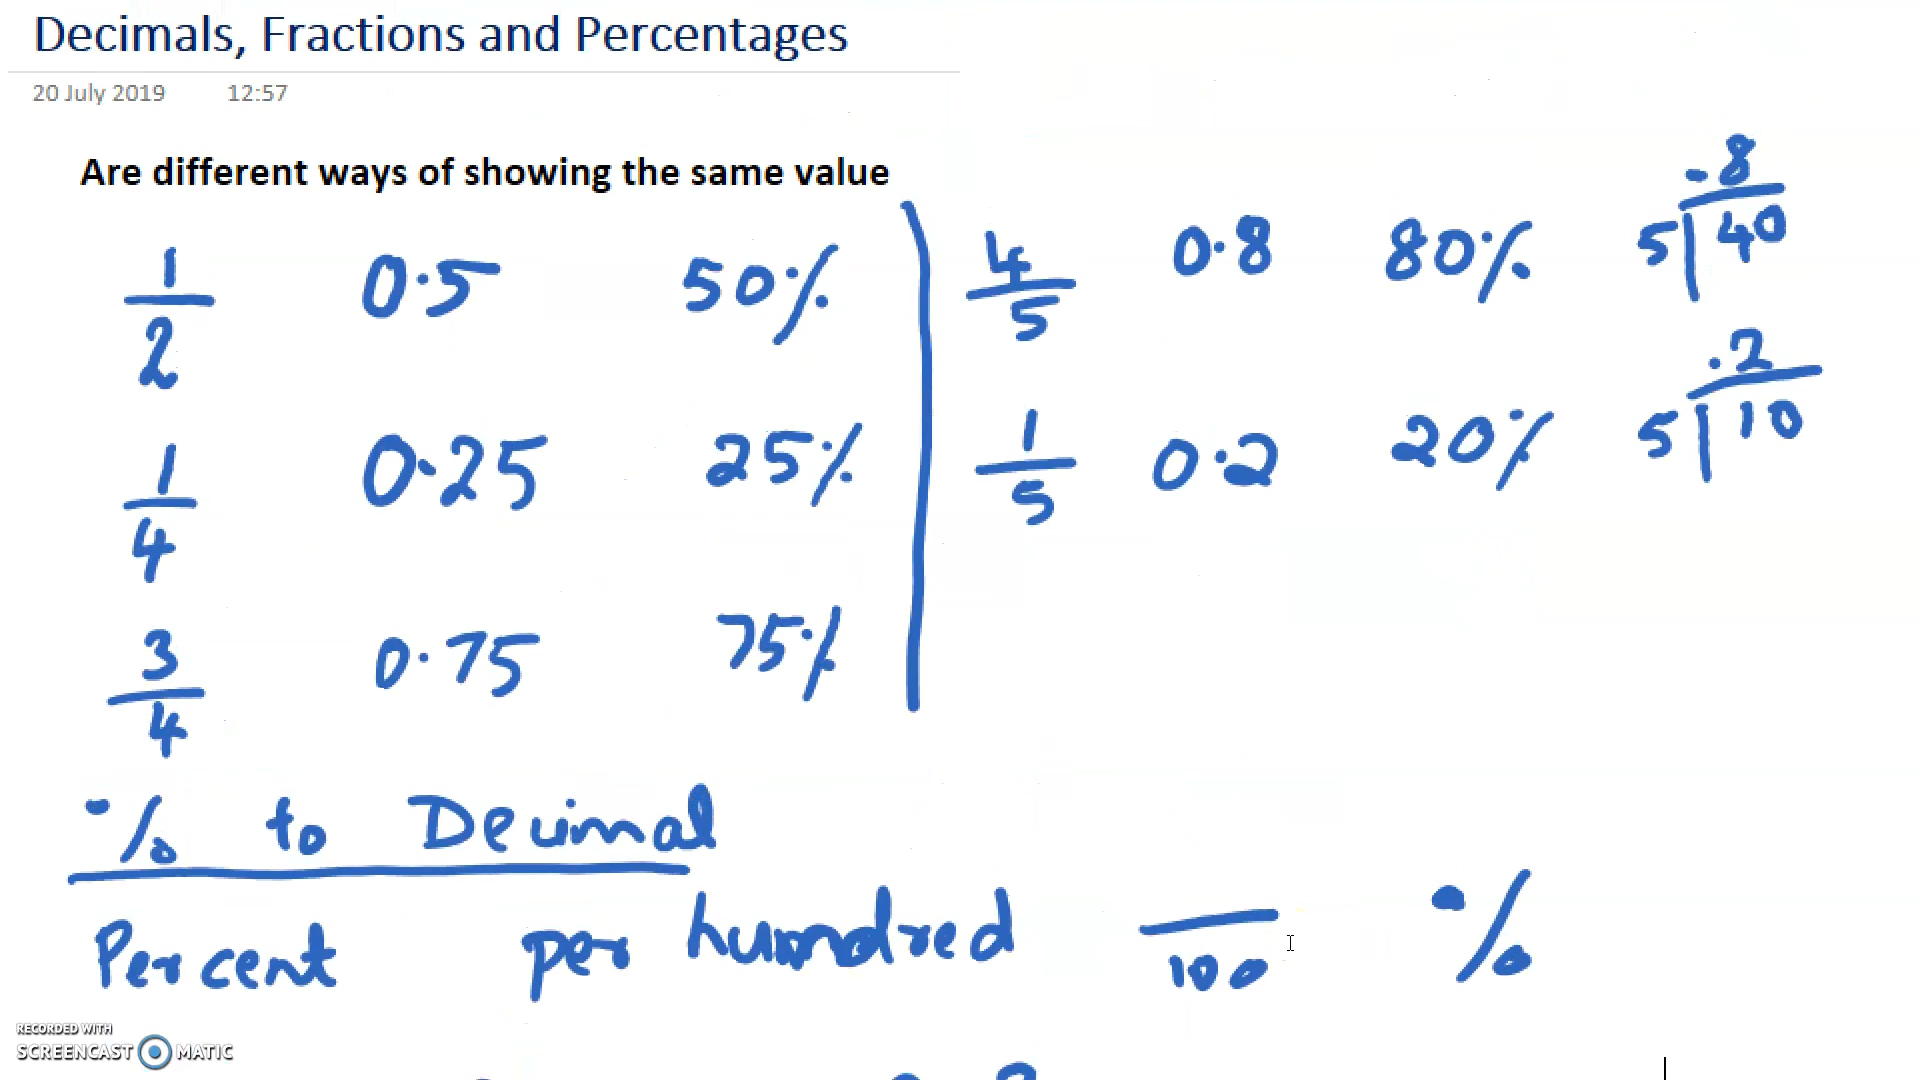 Decimals, Fractions and Percentages
20 July 2019 12:57
Are different ways of showing the same value
1/2 0.5 50%
1/4 0.25 25%
3/4 0.75 75%
4/5 0.8 80% 5 40 .8
1/5 0.2 20% 5 10 .2
% to Decimal
Percent per hundred /100 %
RECORDED WITH
SCREENCAST MATIC